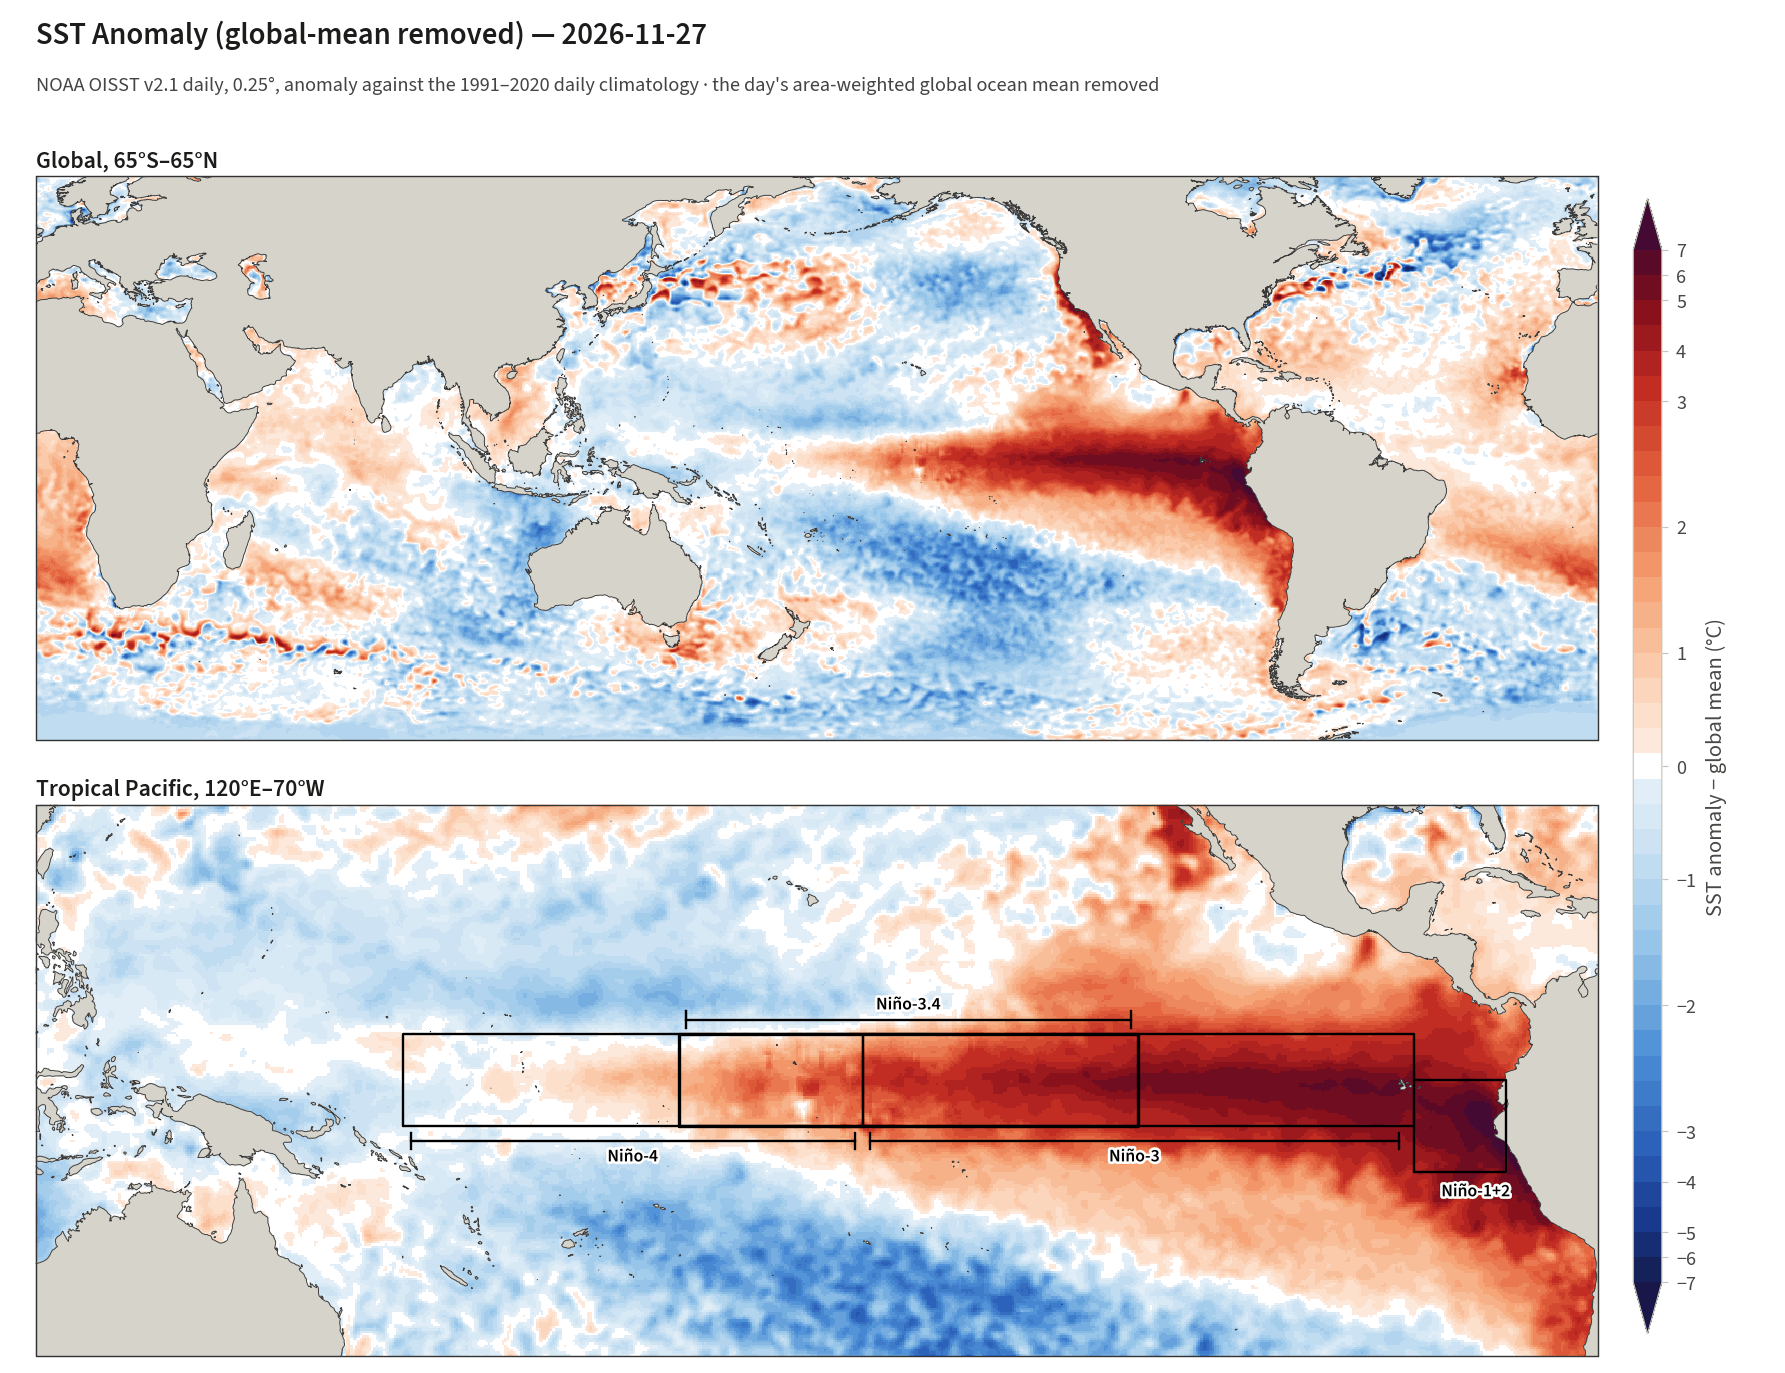 SST Anomaly (global-mean removed) — 2026-11-27
NOAA OISST v2.1 daily, 0.25°, anomaly against the 1991–2020 daily climatology · the day's area-weighted global ocean mean removed
Global, 65°S–65°N
Tropical Pacific, 120°E–70°W
Niño-3.4
Niño-4
Niño-3
Niño-1+2
7
6
5
4
3
2
1
0
−1
−2
−3
−4
−5
−6
−7
SST anomaly − global mean (°C)